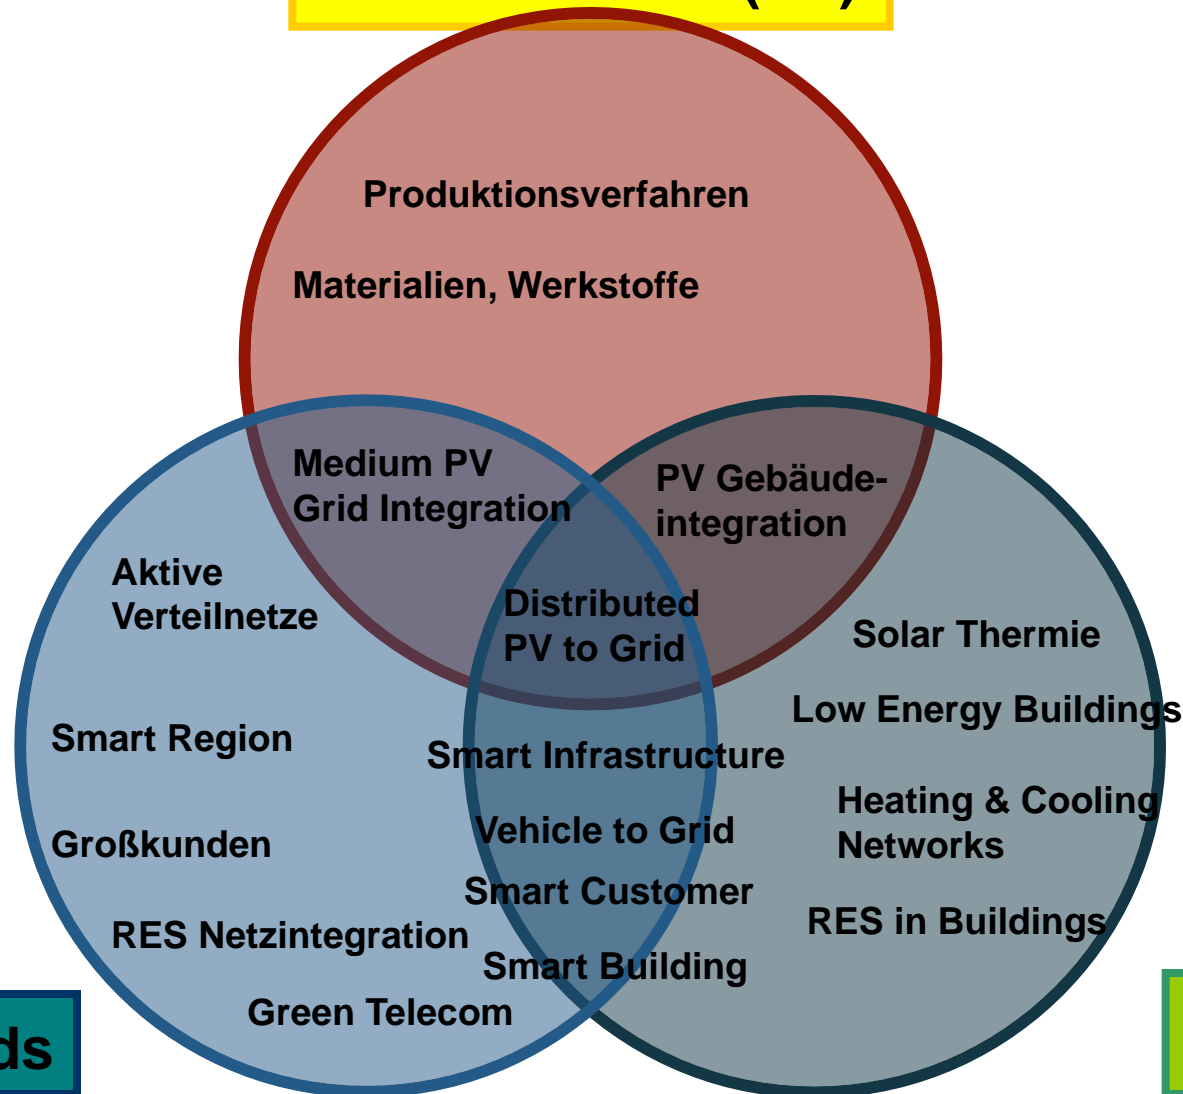 Produktionsverfahren
Materialien, Werkstoffe
Medium PV
Grid Integration
PV Gebäude-
integration
Aktive
Verteilnetze
Distributed
PV to Grid
Solar Thermie
Low Energy Buildings
Smart Region
Smart Infrastructure
Heating & Cooling
Networks
Großkunden
Vehicle to Grid
Smart Customer
RES in Buildings
RES Netzintegration
Smart Building
Green Telecom
ds